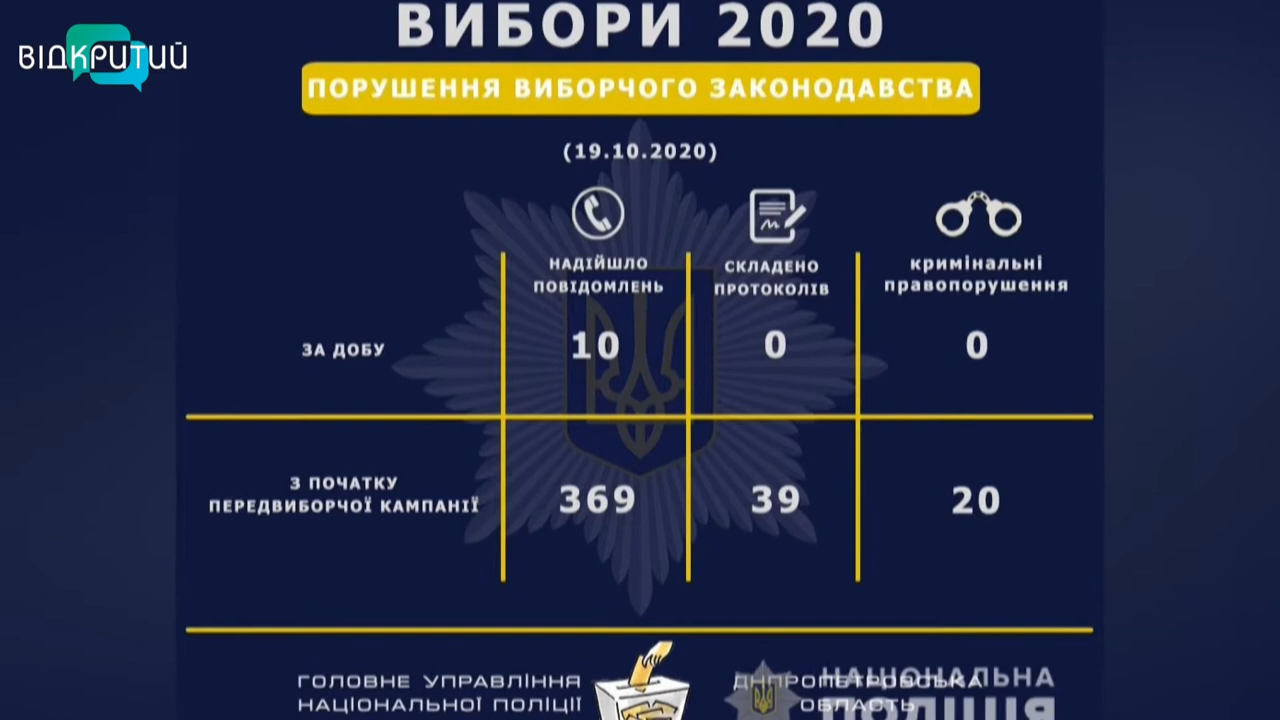 ВИБОРИ 2020
ВІДКРИТИЙ
ПОРУШЕННЯ ВИБОРЧОГО ЗАКОНОДАВСТВА
(19.10.2020)
НАДІЙШЛО
ПОВІДОМЛЕНЬ
СКЛАДЕНО
ПРОТОКОЛІВ
кримінальні
правопорушення
ЗА ДОБУ
10
0
0
З ПОЧАТКУ
ПЕРЕДВИБОРЧОЇ КАМПАНІЇ
369
39
20
ГОЛОВНЕ УПРАВЛІННЯ
НАЦІОНАЛЬНОЇ ПОЛІЦІЇ
ДНІПРОПЕТРОВСЬКА
ОБЛАСТЬ
НАЦІОНАЛЬНА
ПОЛІЦІЯ